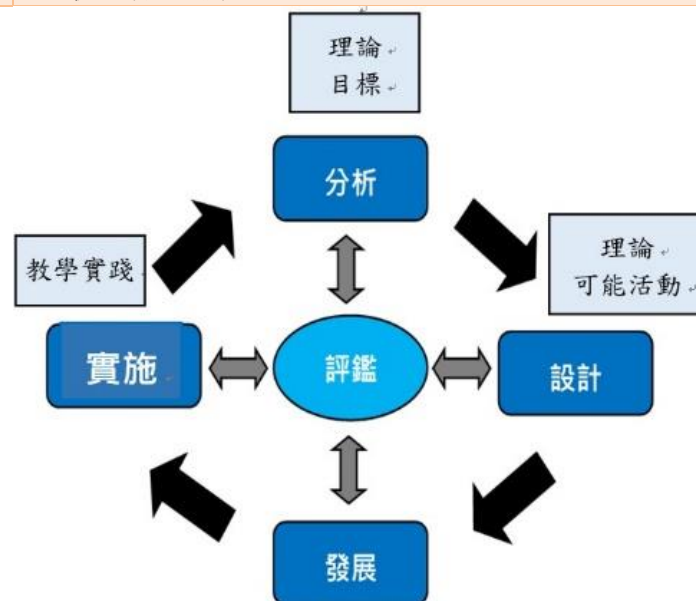 理論
目標
分析
理論
可能活動
教學實踐
實施
評鑑
設計
發展